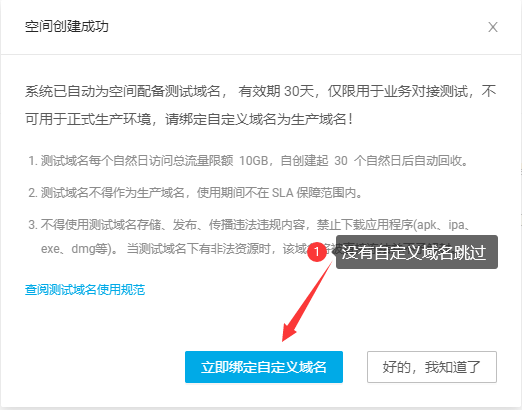 空间创建成功
系统已自动为空间配备测试域名， 有效期 30天，仅限用于业务对接测试，不
可用于正式生产环境，请绑定自定义域名为生产域名！
1. 测试域名每个自然日访问总流量限额 10GB，自创建起 30 个自然日后自动回收。
2. 测试域名不得作为生产域名，使用期间不在 SLA 保障范围内。
3. 不得使用测试域名存储、发布、传播违法违规内容，禁止下载应用程序(apk、ipa、
exe、dmg等)。 当测试域名下有非法资源时，该域
1 没有自定义域名跳过
查阅测试域名使用规范
立即绑定自定义域名
好的，我知道了